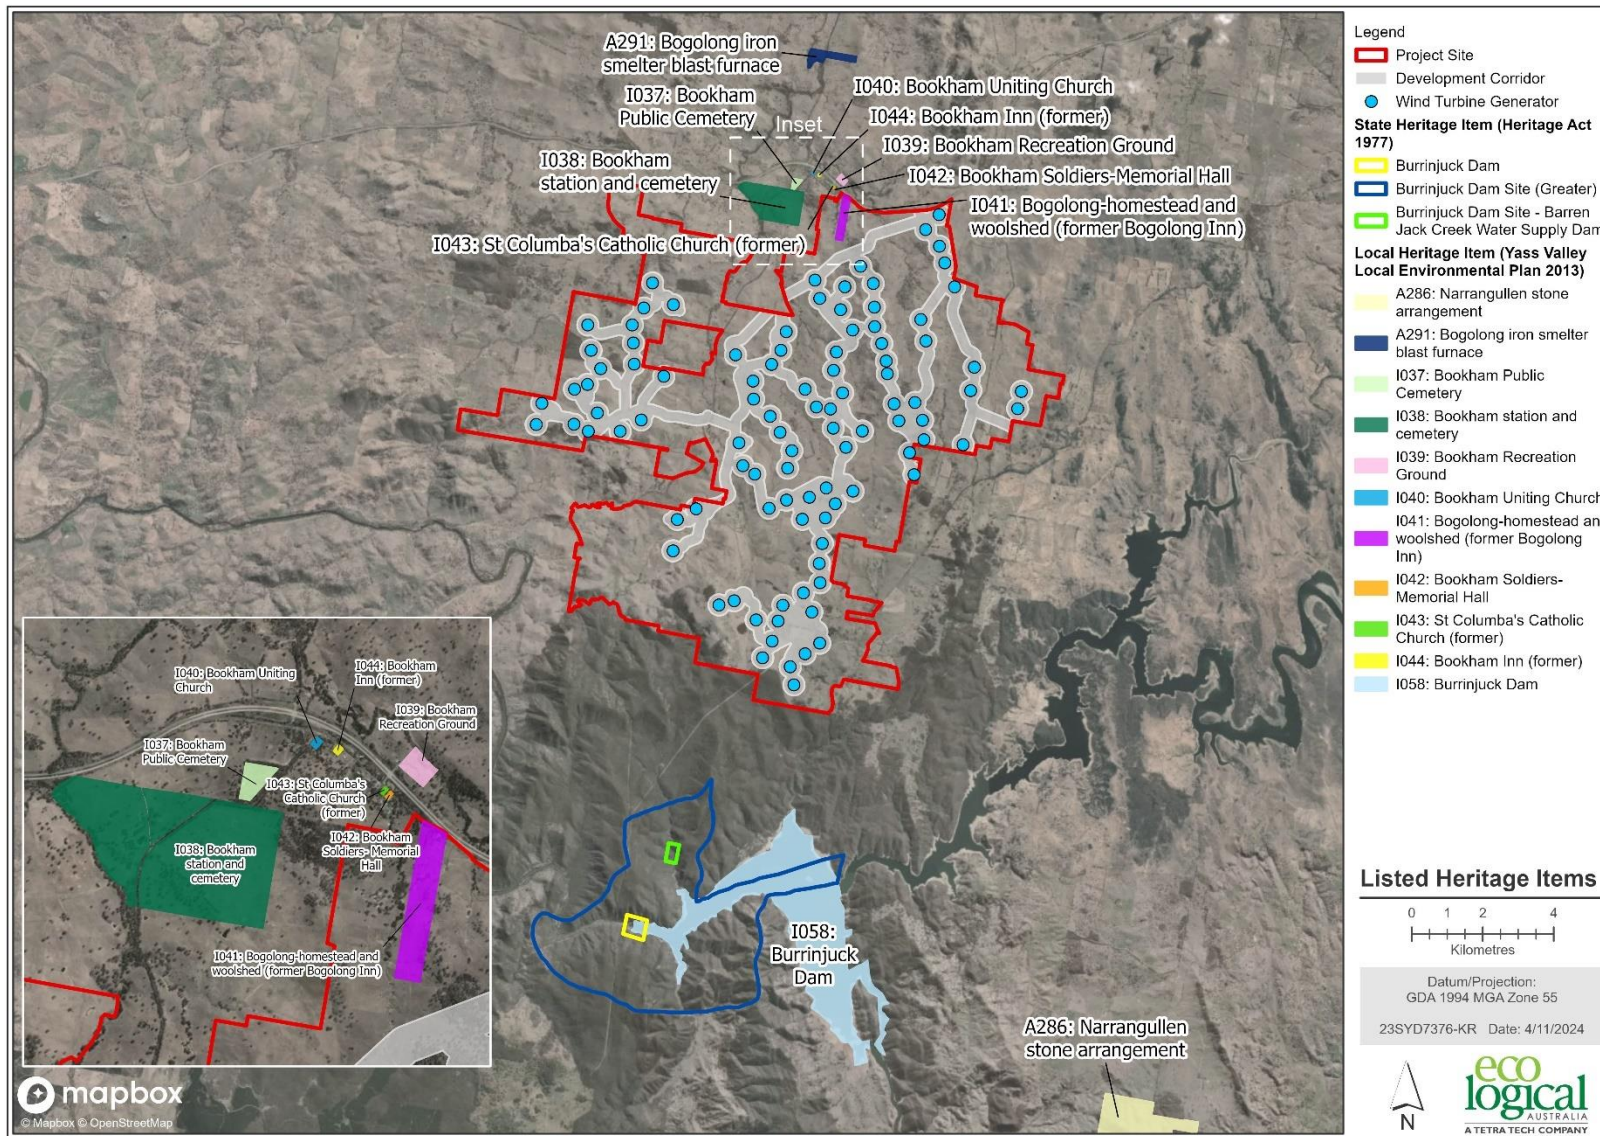 A291: Bogolong iron
smelter blast furnace
I037: Bookham
Public Cemetery
Inset
I040: Bookham Uniting Church
I044: Bookham Inn (former)
I039: Bookham Recreation Ground
I038: Bookham
station and cemetery
I042: Bookham Soldiers-Memorial Hall
I041: Bogolong-homestead and
woolshed (former Bogolong Inn)
I043: St Columba's Catholic Church (former)
I058:
Burrinjuck
Dam
A286: Narrangullen
stone arrangement
I040: Bookham Uniting
Church
I044: Bookham
Inn (former)
I039: Bookham
Recreation Ground
I037: Bookham
Public Cemetery
I043: St Columba's
Catholic Church
(former)
I042: Bookham
Soldiers- Memorial
Hall
I038: Bookham
station and
cemetery
I041: Bogolong-homestead and
woolshed (former Bogolong Inn)
mapbox
© Mapbox © OpenStreetMap
Legend
Project Site
Development Corridor
Wind Turbine Generator
State Heritage Item (Heritage Act
1977)
Burrinjuck Dam
Burrinjuck Dam Site (Greater)
Burrinjuck Dam Site - Barren
Jack Creek Water Supply Dam
Local Heritage Item (Yass Valley
Local Environmental Plan 2013)
A286: Narrangullen stone
arrangement
A291: Bogolong iron smelter
blast furnace
I037: Bookham Public
Cemetery
I038: Bookham station and
cemetery
I039: Bookham Recreation
Ground
I040: Bookham Uniting Church
I041: Bogolong-homestead an
woolshed (former Bogolong
Inn)
I042: Bookham Soldiers-
Memorial Hall
I043: St Columba's Catholic
Church (former)
I044: Bookham Inn (former)
I058: Burrinjuck Dam
Listed Heritage Items
0 1 2 4
Kilometres
Datum/Projection:
GDA 1994 MGA Zone 55
23SYD7376-KR Date: 4/11/2024
N
eco
logical
AUSTRALIA
A TETRA TECH COMPANY